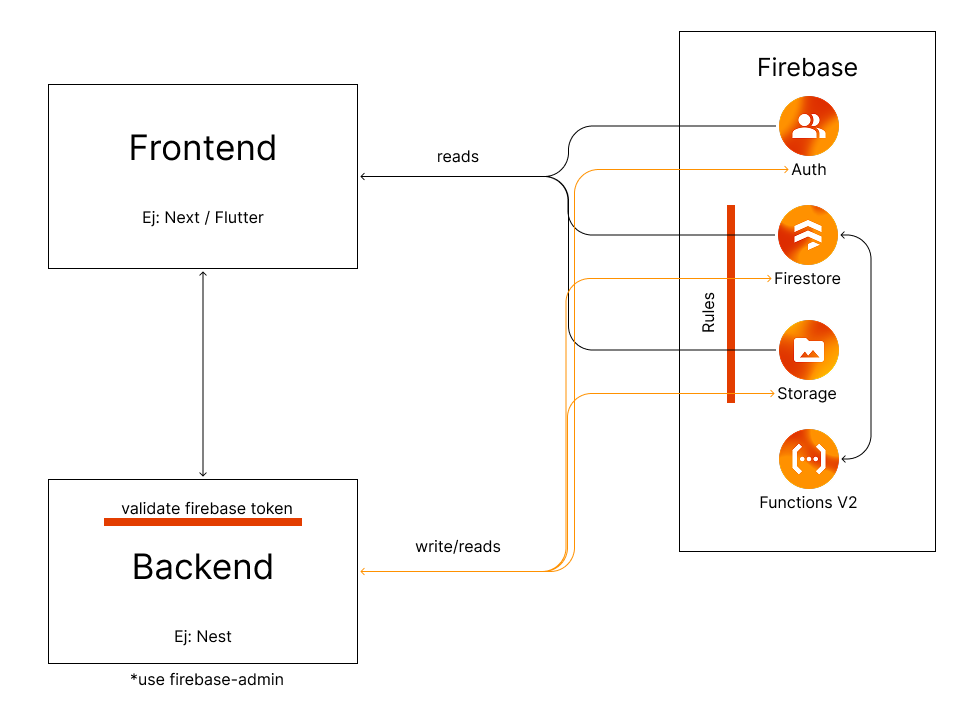 Firebase
Frontend
Ej: Next / Flutter
reads
Auth
Firestore
Rules
Storage
Functions V2
validate firebase token
Backend
Ej: Nest
*use firebase-admin
write/reads